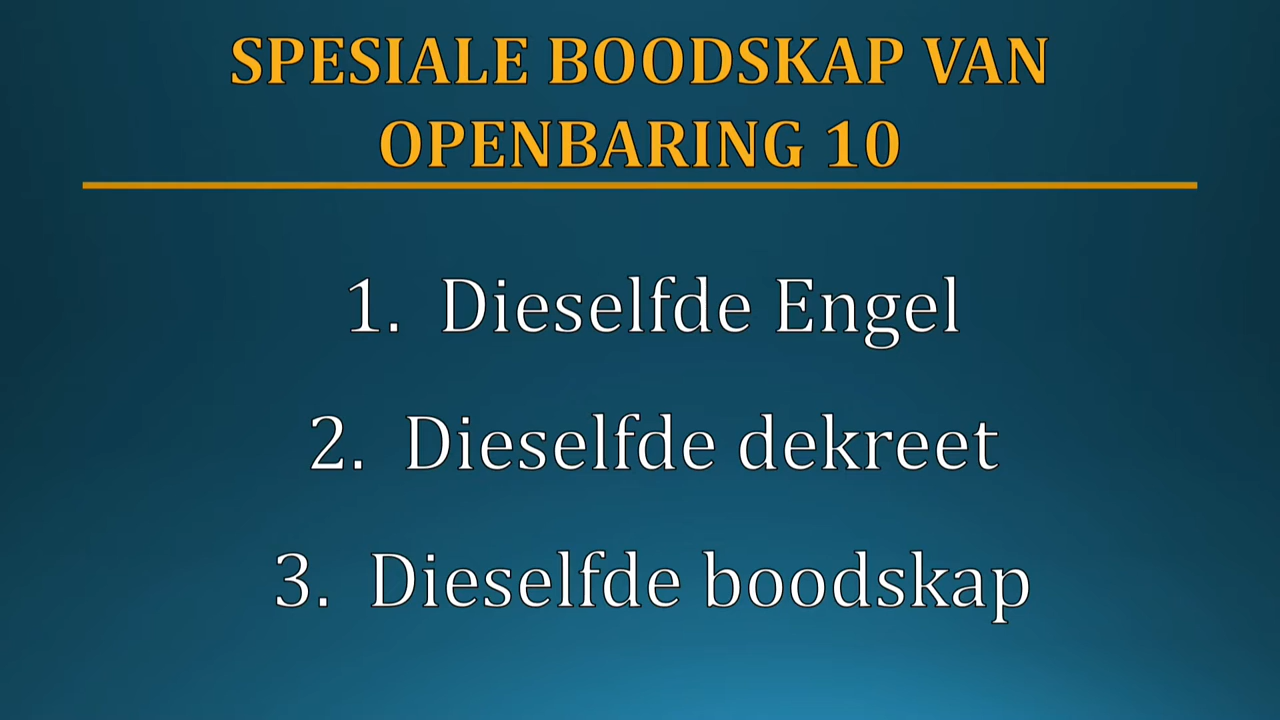 SPESIALE BOODSKAP VAN
OPENBARING 10
1. Dieselfde Engel
2. Dieselfde dekreet
3. Dieselfde boodskap